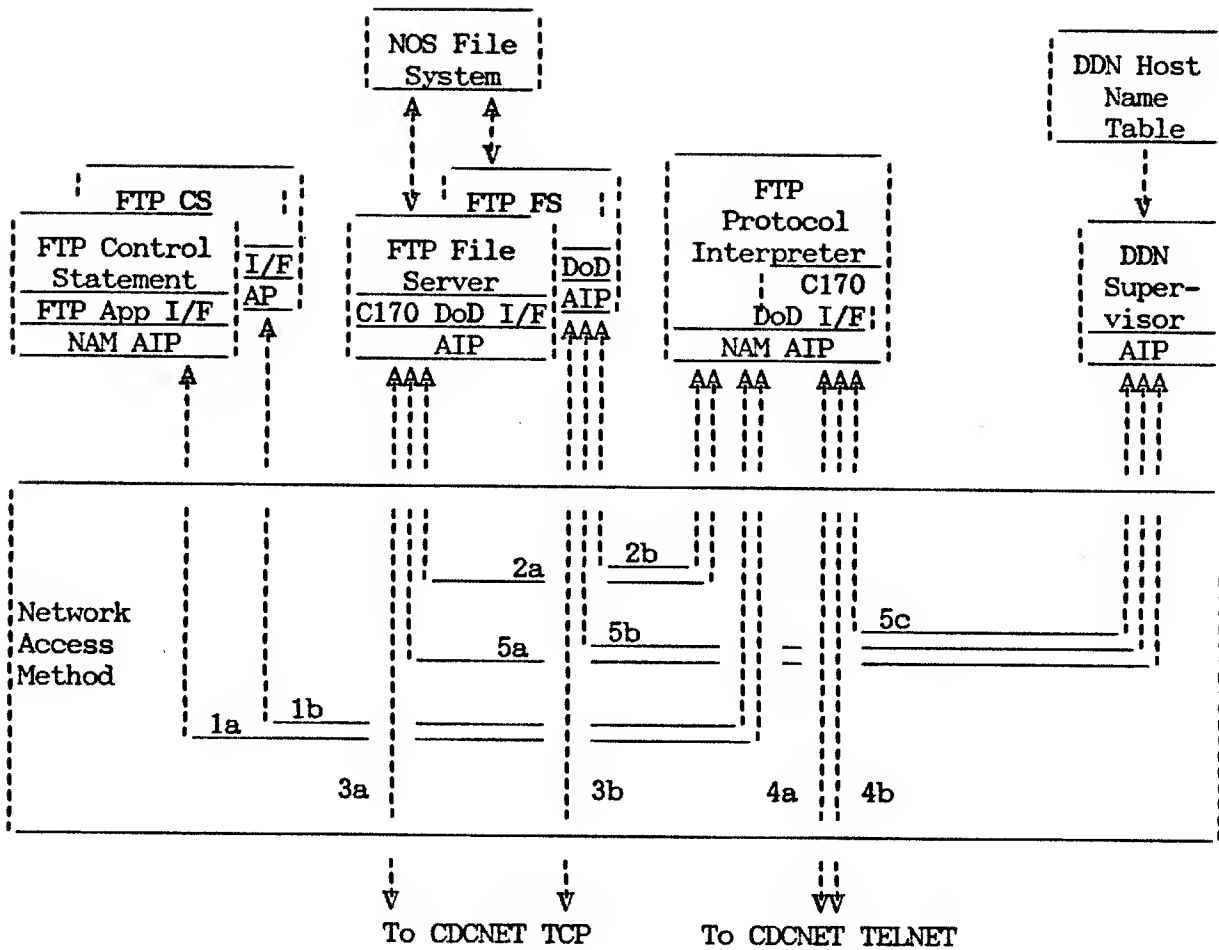 NOS File
System
DDN Host
Name
Table
FTP CS
FTP Control
Statement
FTP App I/F
NAM AIP
I/F
AP
FTP FS
FTP File
Server
C170 DoD I/F
AIP
DoD
AIP
FTP
Protocol
Interpreter
C170
DoD I/F
NAM AIP
DDN
Super-
visor
AIP
Network
Access
Method
2a
2b
5a
5b
5c
1a
1b
3a
3b
4a
4b
To CDCNET TCP
To CDCNET TELNET